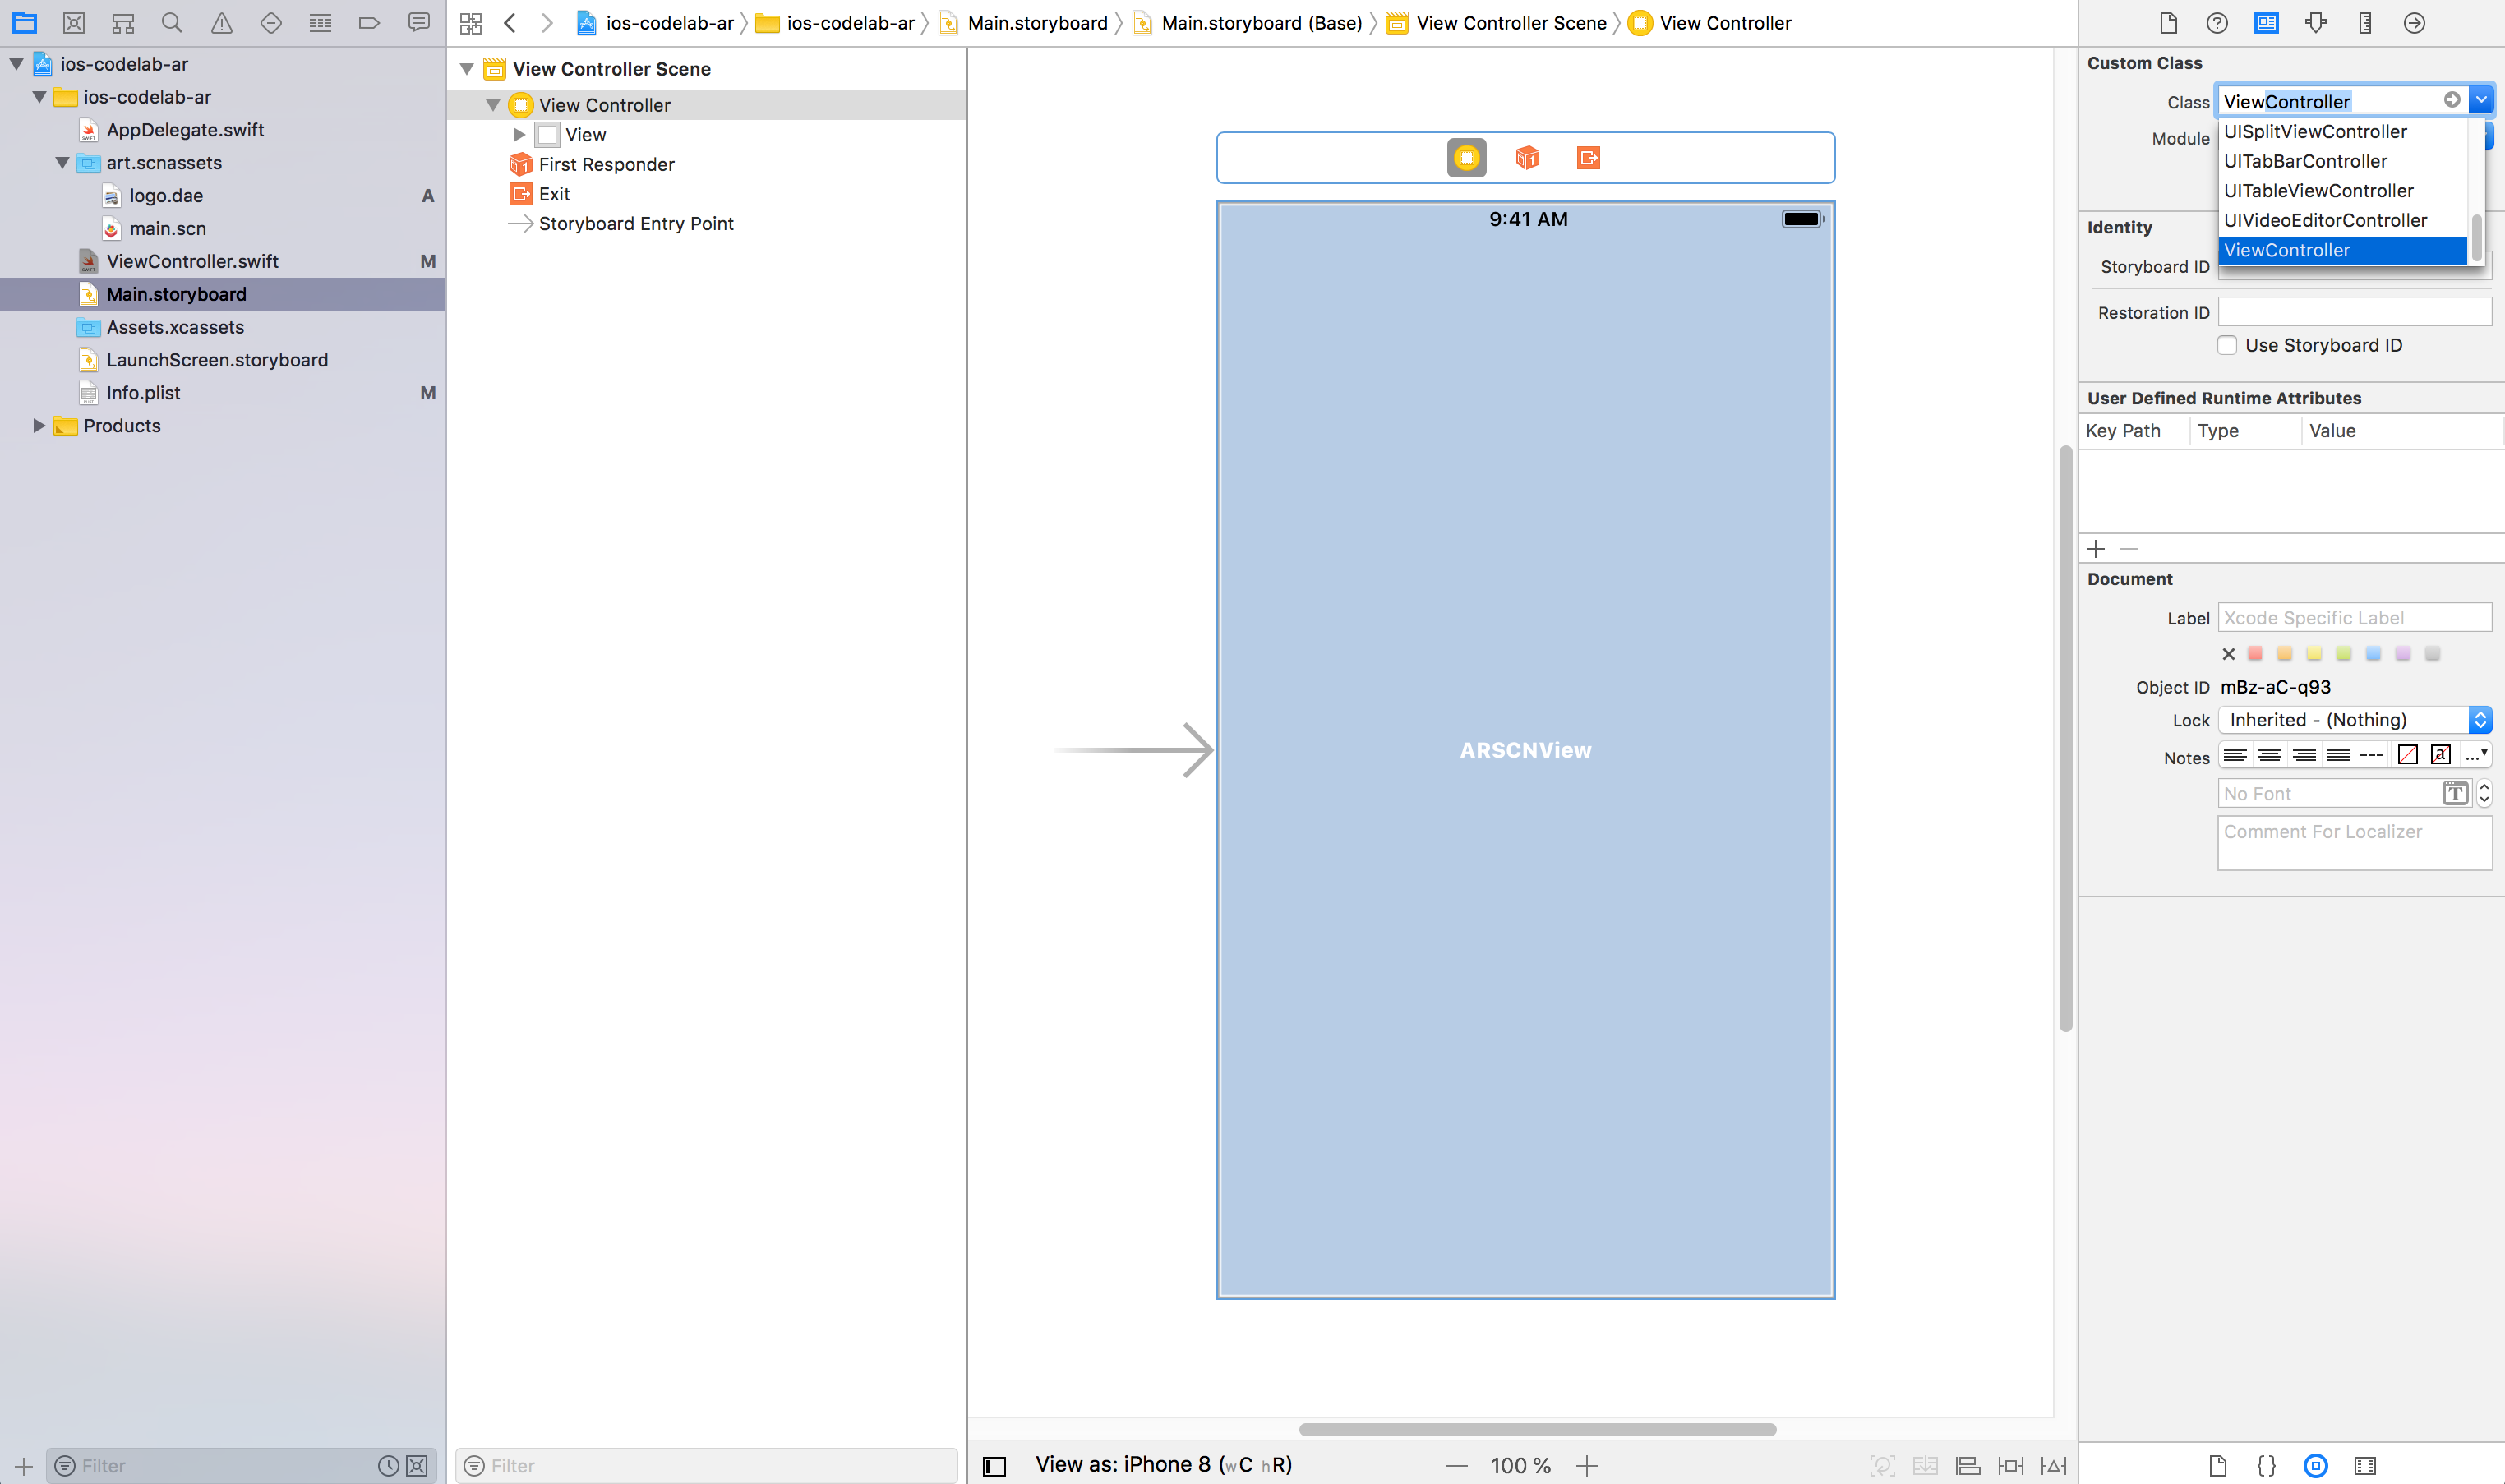 ios-codelab-ar
ios-codelab-ar
AppDelegate.swift
art.scnassets
logo.dae A
main.scn
ViewController.swift M
Main.storyboard
Assets.xcassets
LaunchScreen.storyboard
Info.plist M
Products
Filter
ios-codelab-ar ios-codelab-ar Main.storyboard Main.storyboard (Base) View Controller Scene View Controller
View Controller Scene
View Controller
View
First Responder
Exit
Storyboard Entry Point
Filter
9:41 AM
ARSCNView
View as: iPhone 8 (wC hR)
100 %
Custom Class
Class ViewController
Module
UISplitViewController
UITabBarController
UITableViewController
UIVideoEditorController
ViewController
Identity
Storyboard ID
Restoration ID
Use Storyboard ID
User Defined Runtime Attributes
Key Path Type Value
Document
Label Xcode Specific Label
Object ID mBz-aC-q93
Lock Inherited - (Nothing)
Notes
No Font
Comment For Localizer